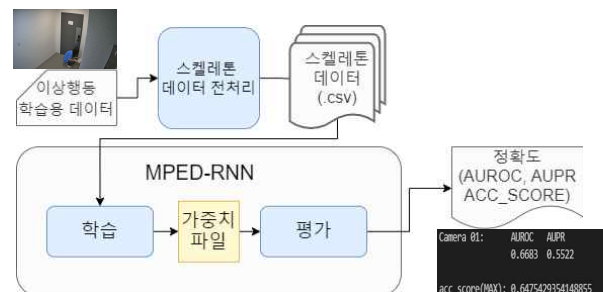 이상행동
학습용 데이터
스켈레톤
데이터 전처리
스켈레톤
데이터
(.csv)
MPED-RNN
학습
가중치
파일
평가
정확도
(AUROC, AUPR
ACC_SCORE)
Camera 01: AUROC AUPR
0.6683 0.5522
acc_score(MAX): 0.6475429354148855